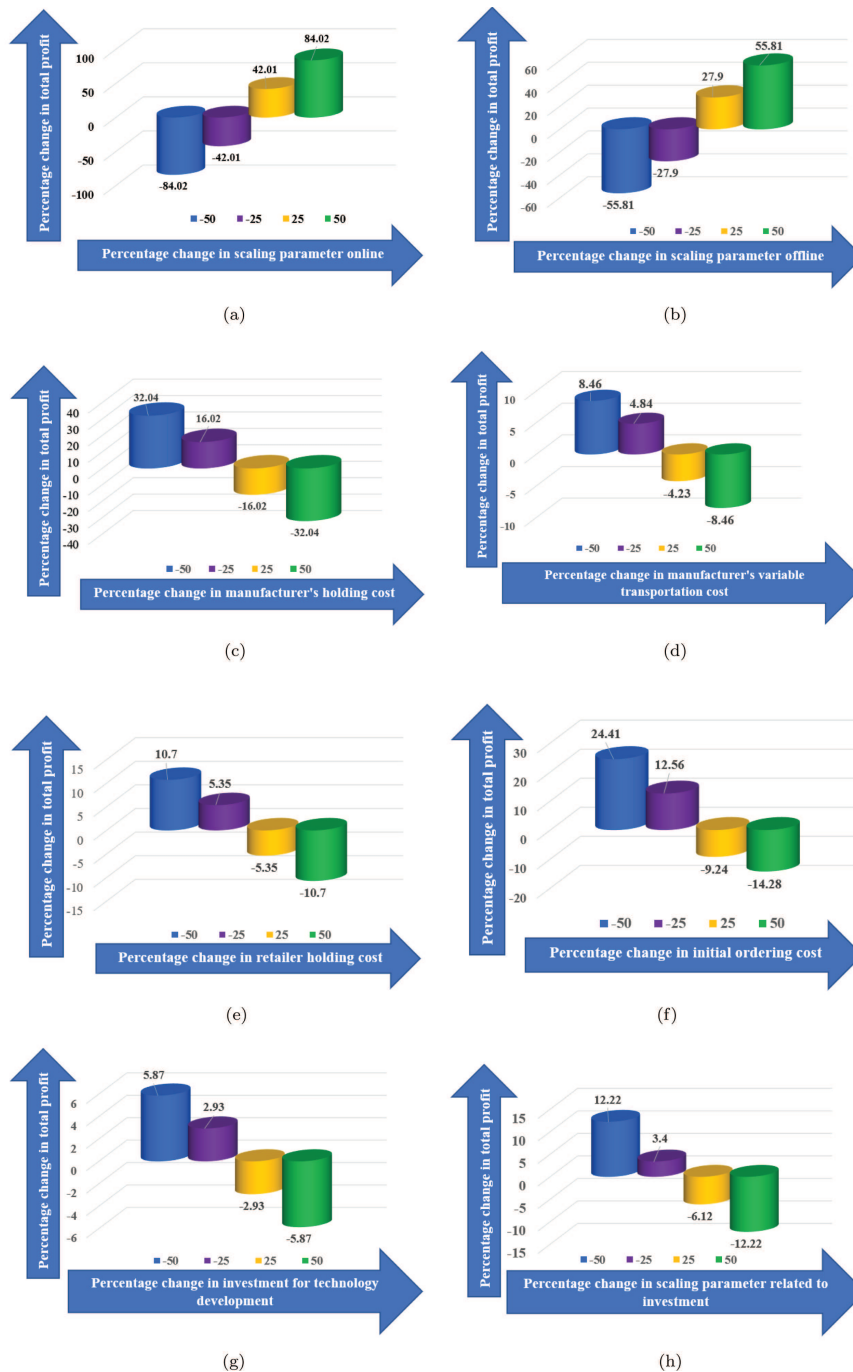 Percentage change in total profit
100
50
0
-50
-100
-84.02
-42.01
42.01
84.02
-50 -25 25 50
Percentage change in scaling parameter online
(a)
Percentage change in total profit
60
40
20
0
-20
-40
-60
-55.81
-27.9
27.9
55.81
-50 -25 25 50
Percentage change in scaling parameter offline
(b)
Percentage change in total profit
40
30
20
10
0
-10
-20
-30
-40
32.04
16.02
-16.02
-32.04
-50 -25 25 50
Percentage change in manufacturer's holding cost
(c)
Percentage change in total profit
10
5
0
-5
-10
8.46
4.84
-4.23
-8.46
-50 -25 25 50
Percentage change in manufacturer's variable
transportation cost
(d)
Percentage change in total profit
15
10
5
0
-5
-10
-15
10.7
5.35
-5.35
-10.7
-50 -25 25 50
Percentage change in retailer holding cost
(e)
Percentage change in total profit
30
20
10
0
-10
-20
24.41
12.56
-9.24
-14.28
-50 -25 25 50
Percentage change in initial ordering cost
(f)
Percentage change in total profit
6
4
2
0
-2
-4
-6
5.87
2.93
-2.93
-5.87
-50 -25 25 50
Percentage change in investment for technology
development
(g)
Percentage change in total profit
15
10
5
0
-5
-10
-15
12.22
3.4
-6.12
-12.22
-50 -25 25 50
Percentage change in scaling parameter related to
investment
(h)